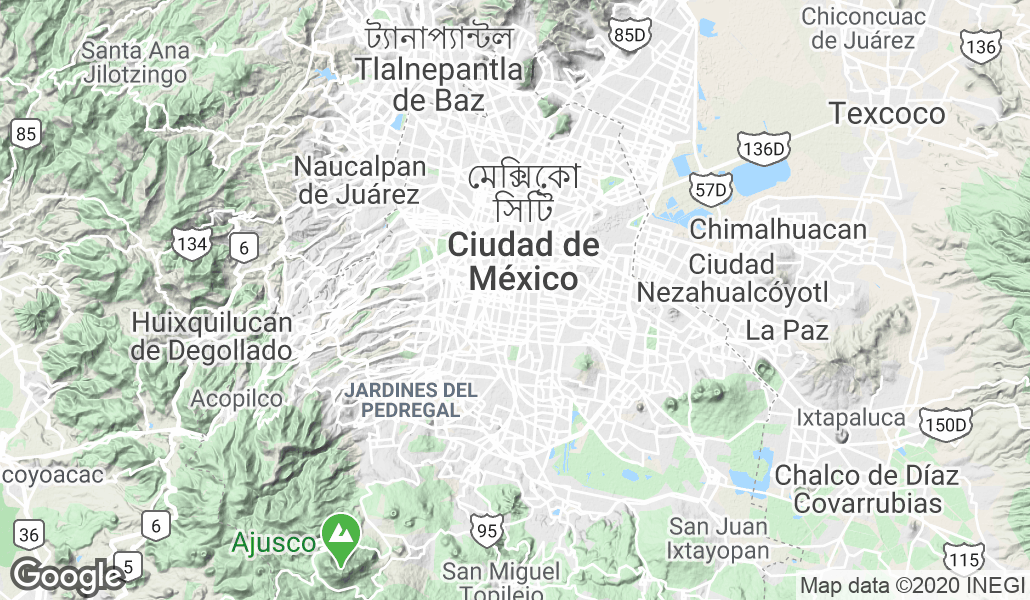 Chiconcuac
de Juárez
85D
136
ট্যানাপ্যান্টল
Tlalnepantla
de Baz
Santa Ana
Jilotzingo
Texcoco
85
136D
Naucalpan
de Juárez
মেক্সিকো
সিটি
57D
Ciudad de
México
Chimalhuacan
134
6
Ciudad
Nezahualcóyotl
Huixquilucan
de Degollado
La Paz
Acopilco
JARDINES DEL
PEDREGAL
Ixtapaluca
150D
coyoacac
Chalco de Díaz
Covarrubias
36
6
Ajusco
95
San Juan
Ixtayopan
115
5
San Miguel
Topilejo
Google
Map data ©2020 INEGI